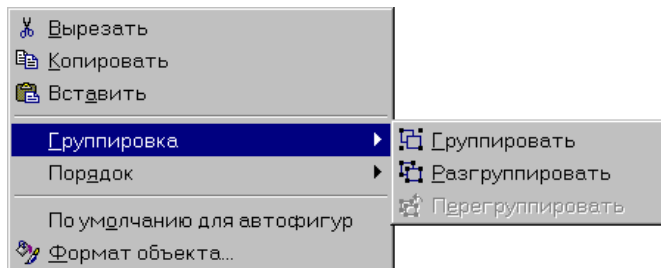 Вырезать
Копировать
Вставить
Группировка
Порядок
По умолчанию для автофигур
Формат объекта...
Группировать
Разгруппировать
Перегруппировать